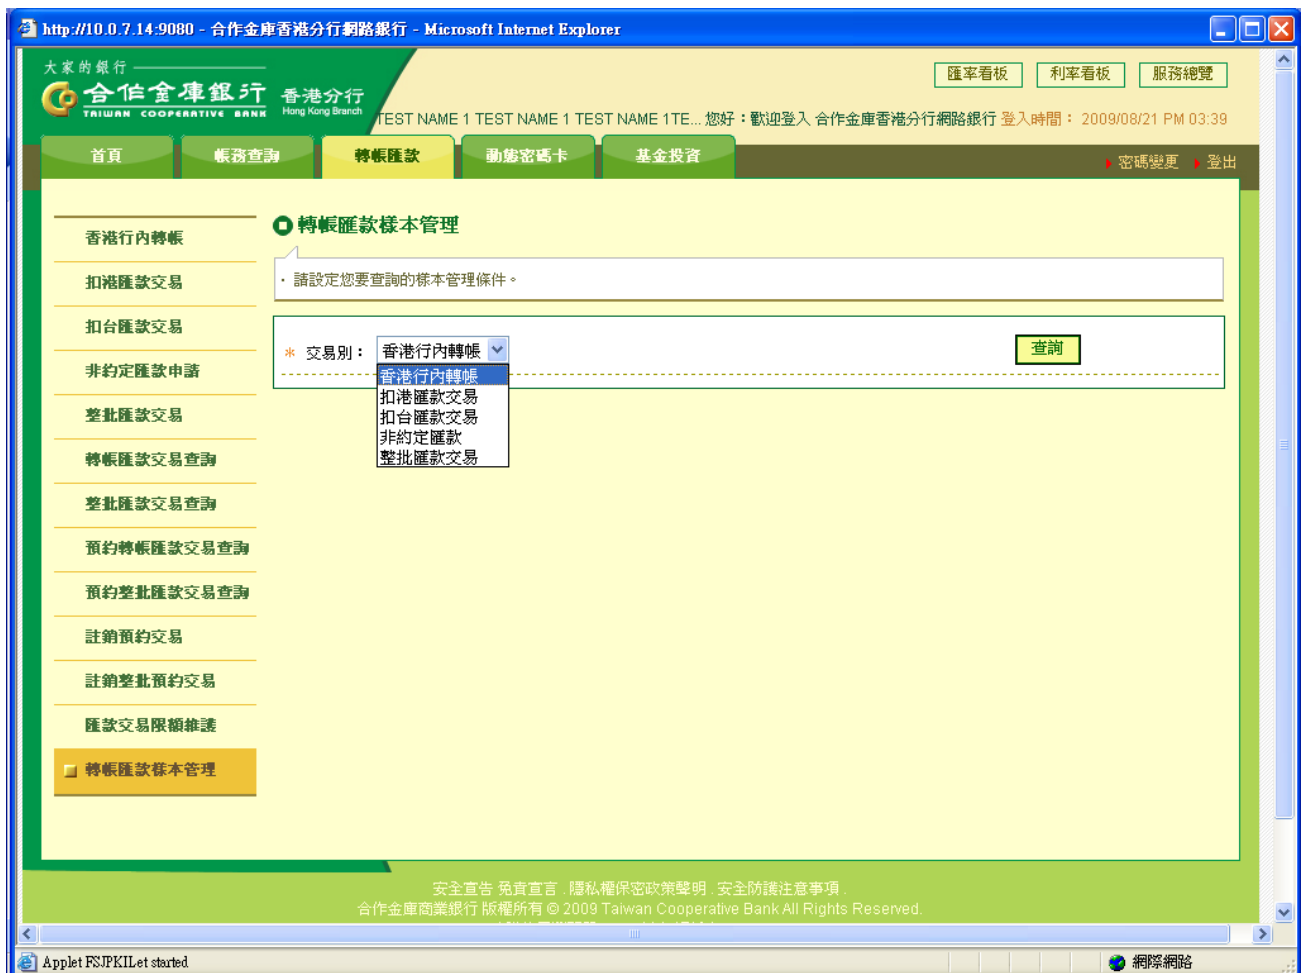 http://10.0.7.14:9080 - 合作金庫香港分行網路銀行 - Microsoft Internet Explorer
大家的銀行
合作金庫銀行 香港分行
TAIWAN COOPERATIVE BANK Hong Kong Branch
匯率看板 利率看板 服務總覽
TEST NAME 1 TEST NAME 1 TEST NAME 1TE... 您好：歡迎登入 合作金庫香港分行網路銀行 登入時間： 2009/08/21 PM 03:39
首頁 帳務查詢 轉帳匯款 動態密碼卡 基金投資
密碼變更 登出
香港行內轉帳
扣港匯款交易
扣台匯款交易
非約定匯款申請
整批匯款交易
轉帳匯款交易查詢
整批匯款交易查詢
預約轉帳匯款交易查詢
預約整批匯款交易查詢
註銷預約交易
註銷整批預約交易
匯款交易限額維護
轉帳匯款樣本管理
轉帳匯款樣本管理
· 請設定您要查詢的樣本管理條件。
* 交易別： 香港行內轉帳 查詢
香港行內轉帳
扣港匯款交易
扣台匯款交易
非約定匯款
整批匯款交易
安全宣告 免責宣言 . 隱私權保密政策聲明 . 安全防護注意事項 .
合作金庫商業銀行 版權所有 © 2009 Taiwan Cooperative Bank All Rights Reserved.
Applet FSJPKILet started 網際網路